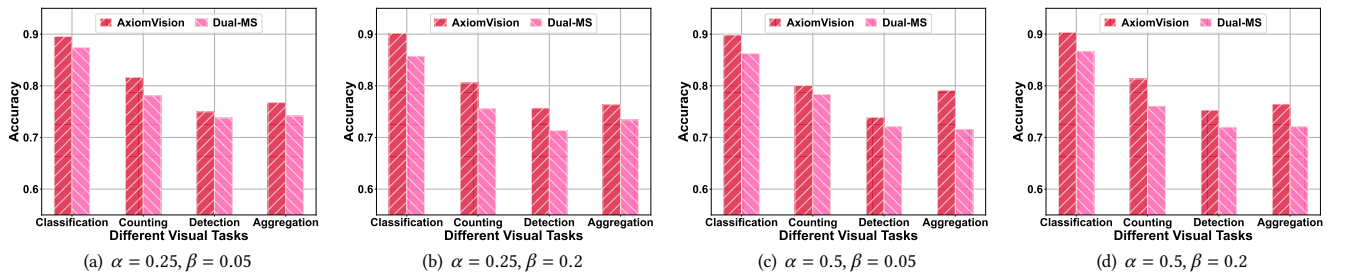 AxiomVision Dual-MS
0.9
0.8
0.7
0.6
Accuracy
Classification Counting Detection Aggregation
Different Visual Tasks
(a) α = 0.25, β = 0.05
AxiomVision Dual-MS
0.9
0.8
0.7
0.6
Accuracy
Classification Counting Detection Aggregation
Different Visual Tasks
(b) α = 0.25, β = 0.2
AxiomVision Dual-MS
0.9
0.8
0.7
0.6
Accuracy
Classification Counting Detection Aggregation
Different Visual Tasks
(c) α = 0.5, β = 0.05
AxiomVision Dual-MS
0.9
0.8
0.7
0.6
Accuracy
Classification Counting Detection Aggregation
Different Visual Tasks
(d) α = 0.5, β = 0.2